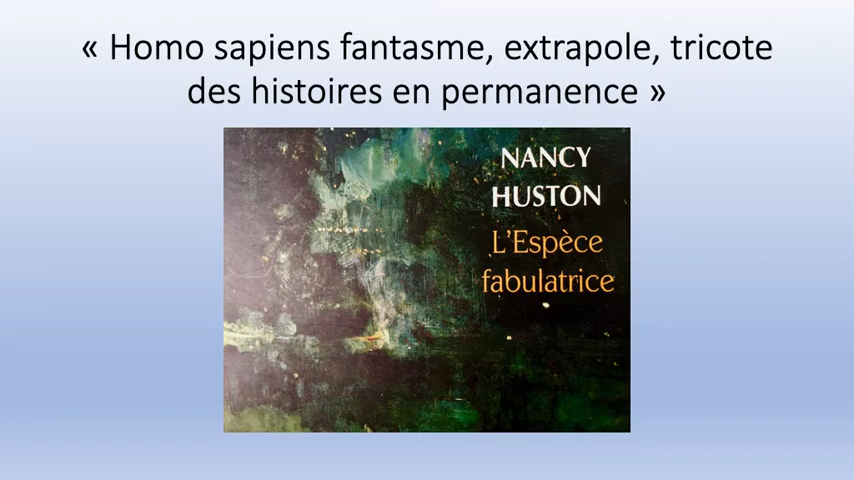 « Homo sapiens fantasme, extrapole, tricote
des histoires en permanence »
NANCY
HUSTON
L'Espèce
fabulatrice